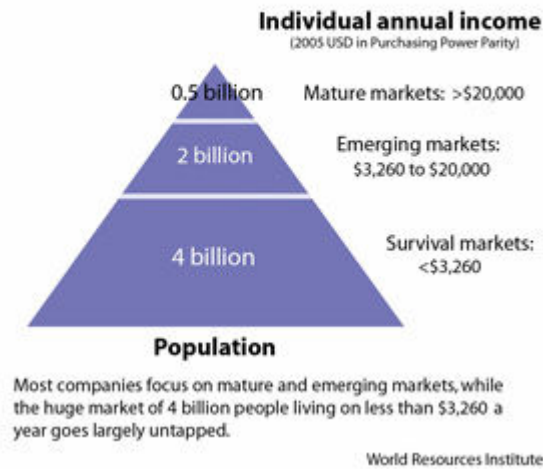 Individual annual income
(2005 USD in Purchasing Power Parity)
0.5 billion
Mature markets: >$20,000
2 billion
Emerging markets:
$3,260 to $20,000
4 billion
Survival markets:
<$3,260
Population
Most companies focus on mature and emerging markets, while
the huge market of 4 billion people living on less than $3,260 a
year goes largely untapped.
World Resources Institute